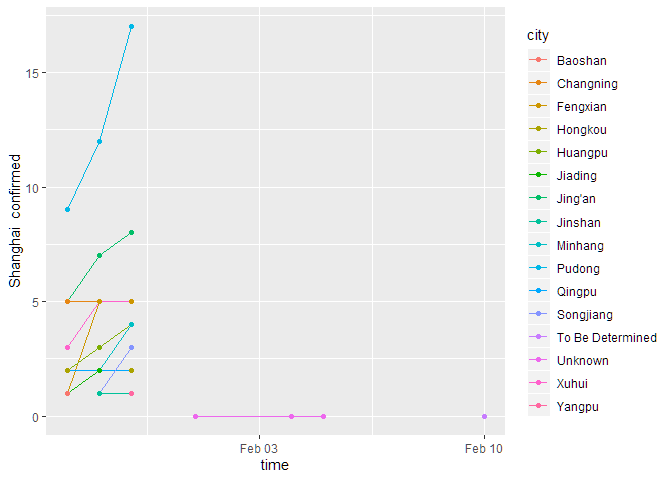 city
Baoshan
Changning
Fengxian
Hongkou
Huangpu
Jiading
Jing'an
Jinshan
Minhang
Pudong
Qingpu
Songjiang
To Be Determined
Unknown
Xuhui
Yangpu
Shanghai confirmed
15
10
5
0
Feb 03
Feb 10
time